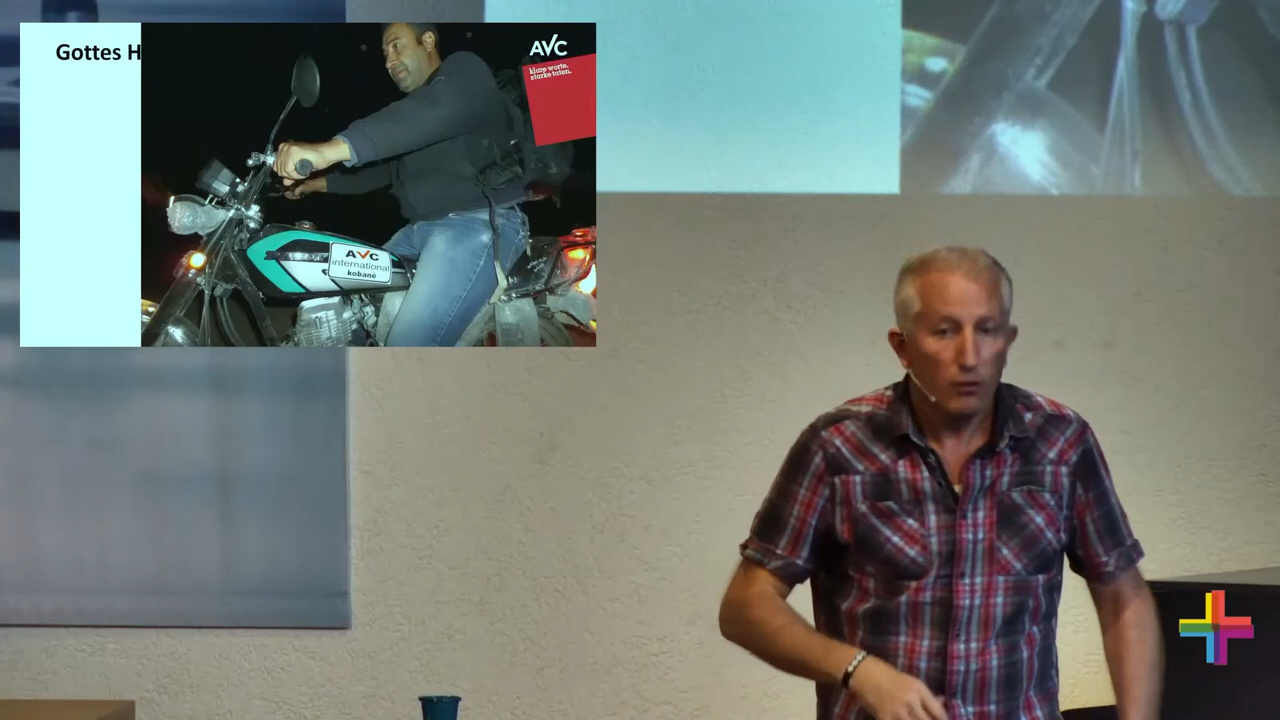 Gottes H
AVC
klare worte.
starke taten.
AVC
international
kobanê